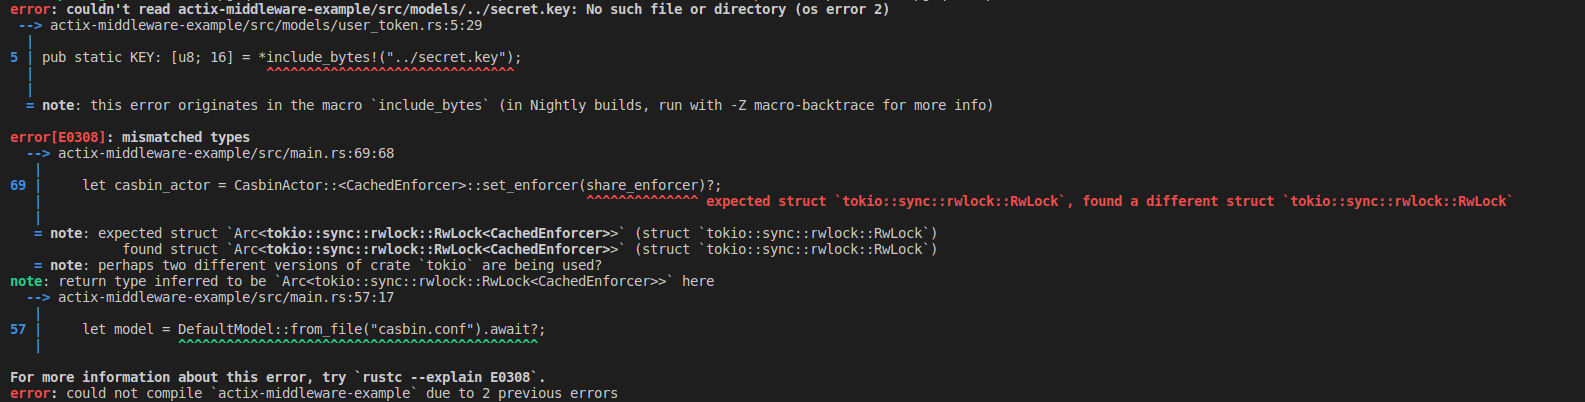 error: couldn't read actix-middleware-example/src/models/../secret.key: No such file or directory (os error 2)
 --> actix-middleware-example/src/models/user_token.rs:5:29
  |
5 | pub static KEY: [u8; 16] = *include_bytes!("../secret.key");
  |                             ^^^^^^^^^^^^^^^^^^^^^^^^^^^^^^^
  |
  = note: this error originates in the macro `include_bytes` (in Nightly builds, run with -Z macro-backtrace for more info)

error[E0308]: mismatched types
  --> actix-middleware-example/src/main.rs:69:68
   |
69 |     let casbin_actor = CasbinActor::<CachedEnforcer>::set_enforcer(share_enforcer)?;
   |                                                                    ^^^^^^^^^^^^^^ expected struct `tokio::sync::rwlock::RwLock`, found a different struct `tokio::sync::rwlock::RwLock`
   |
   = note: expected struct `Arc<tokio::sync::rwlock::RwLock<CachedEnforcer>>` (struct `tokio::sync::rwlock::RwLock`)
              found struct `Arc<tokio::sync::rwlock::RwLock<CachedEnforcer>>` (struct `tokio::sync::rwlock::RwLock`)
   = note: perhaps two different versions of crate `tokio` are being used?
note: return type inferred to be `Arc<tokio::sync::rwlock::RwLock<CachedEnforcer>>` here
  --> actix-middleware-example/src/main.rs:57:17
   |
57 |     let model = DefaultModel::from_file("casbin.conf").await?;
   |                 ^^^^^^^^^^^^^^^^^^^^^^^^^^^^^^^^^^^^^^^^^^^^^

For more information about this error, try `rustc --explain E0308`.
error: could not compile `actix-middleware-example` due to 2 previous errors